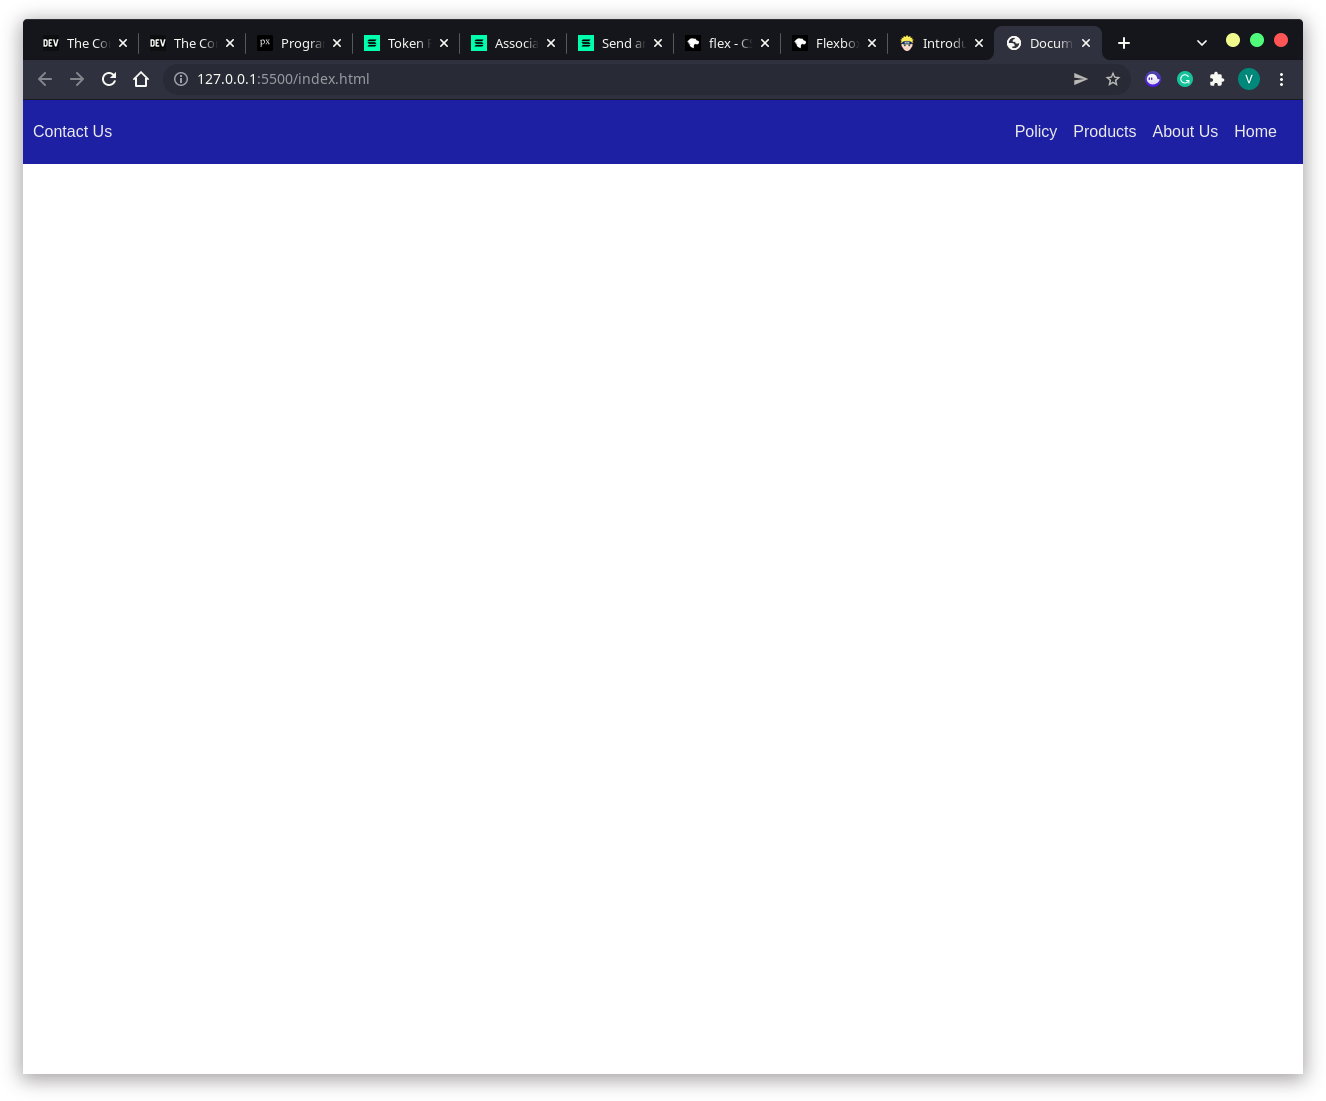 DEV The Co DEV The Co px Progra Token Associa Send a flex - C Flexbo Introdu Docum
127.0.0.1:5500/index.html V
Contact Us Policy Products About Us Home